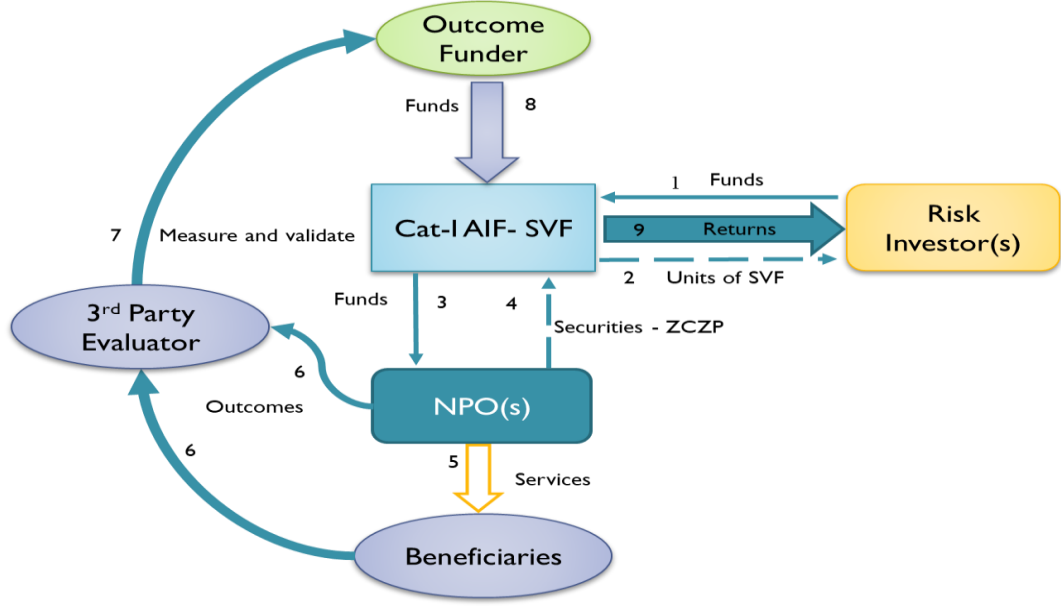 Outcome
Funder
Funds 8
1 Funds
Cat-I AIF- SVF
9 Returns
Risk
Investor(s)
7 Measure and validate
2 Units of SVF
Funds 3 4
3rd Party
Evaluator
Securities - ZCZP
6
Outcomes
NPO(s)
6
5
Services
Beneficiaries